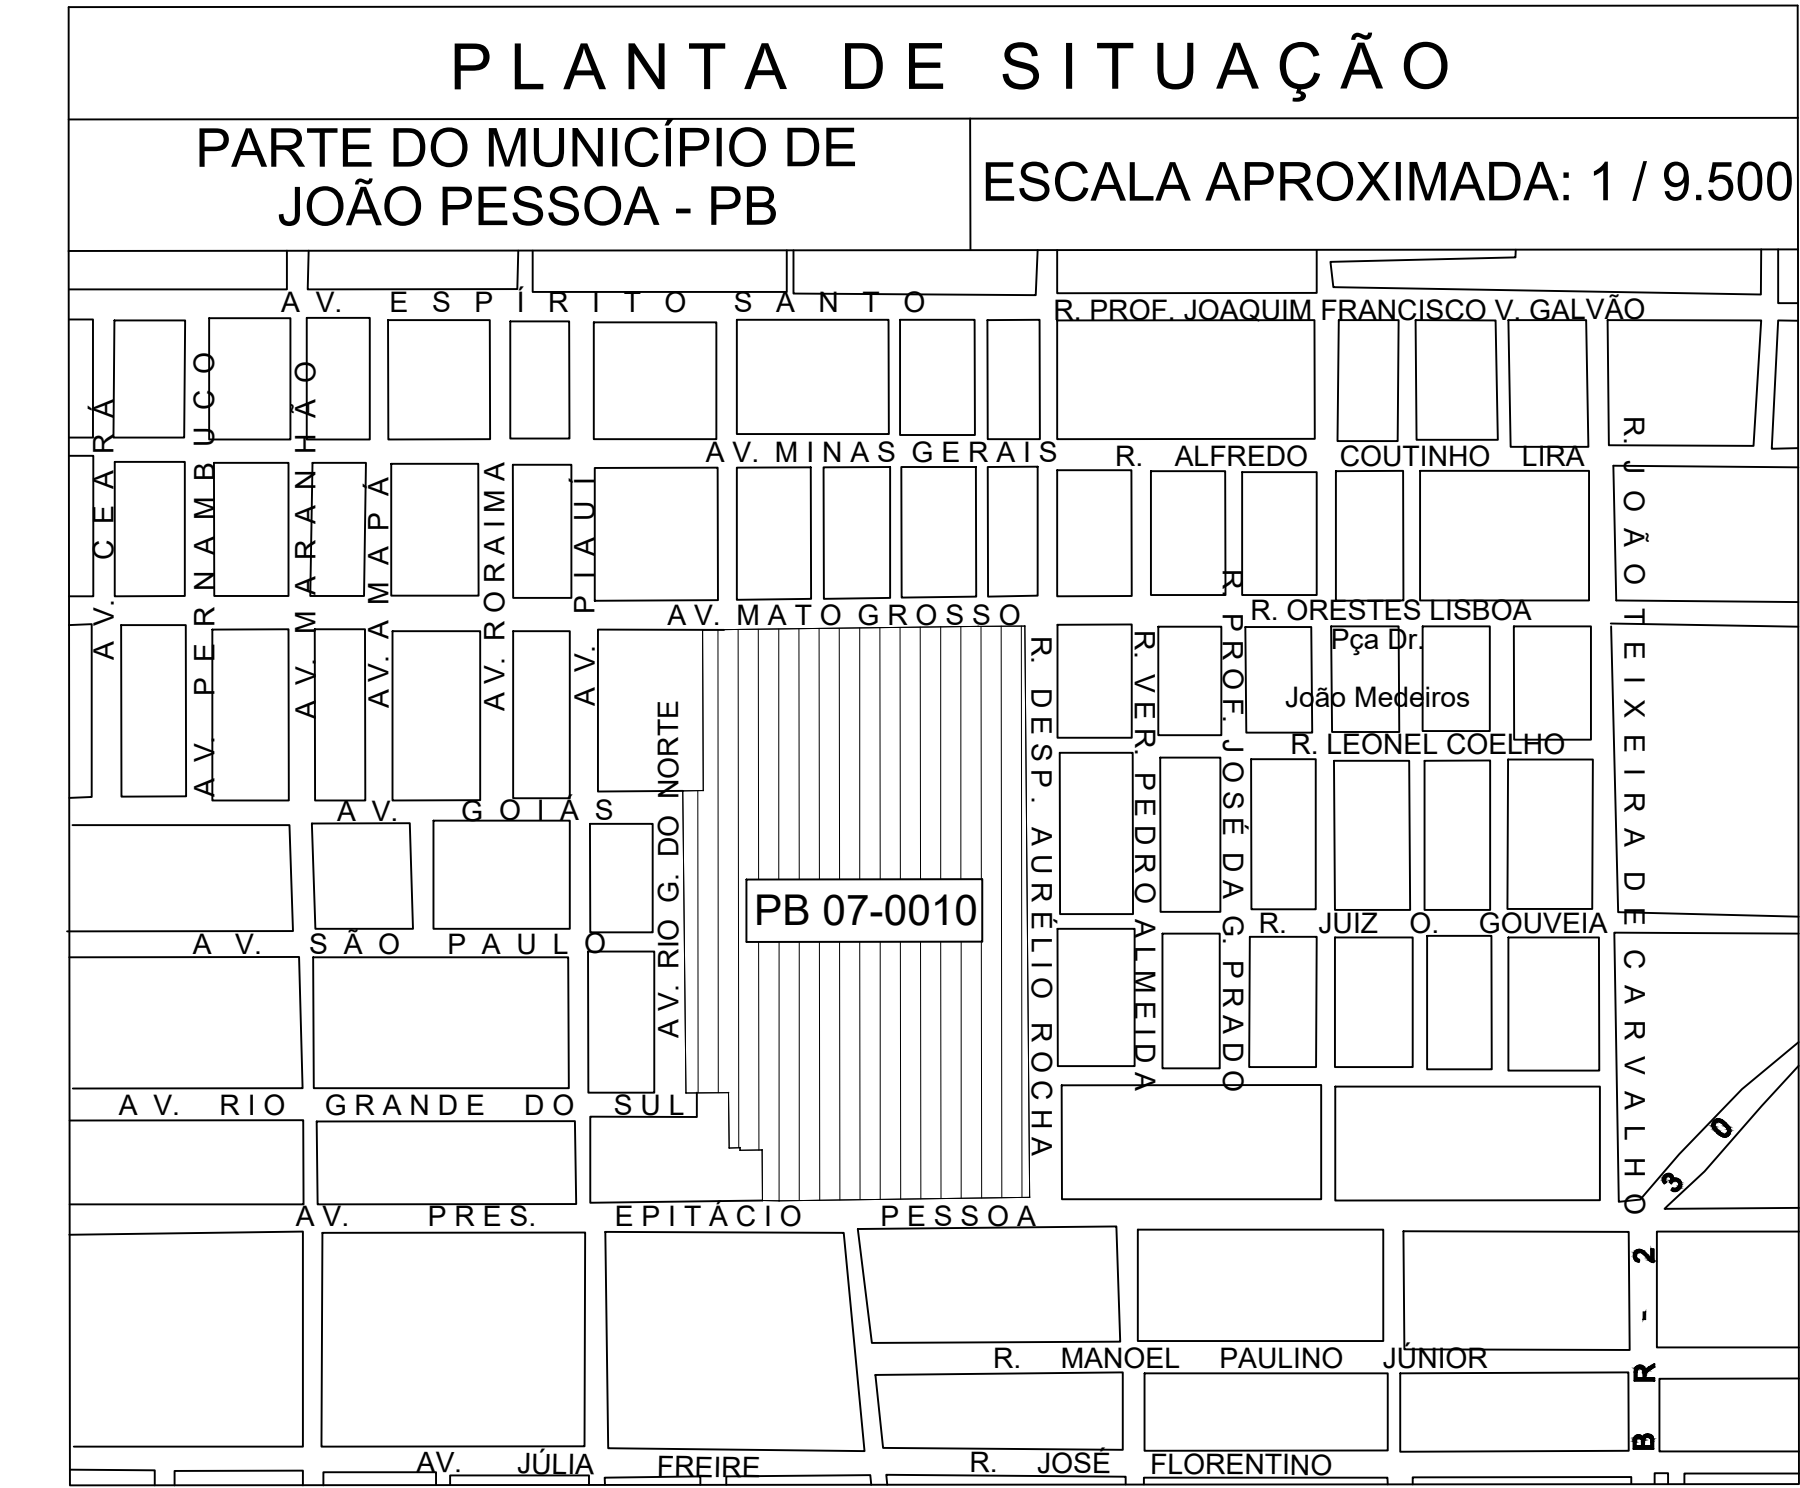 PLANTA DE SITUAÇÃO
PARTE DO MUNICÍPIO DE
JOÃO PESSOA - PB
ESCALA APROXIMADA: 1 / 9.500
AV. ESPÍRITO SANTO
R. PROF. JOAQUIM FRANCISCO V. GALVÃO
AV. CEARÁ
AV. PERNAMBUCO
AV. MARANHÃO
AV. AMAPÁ
AV. RORAIMA
AV. PIAUÍ
AV. MINAS GERAIS
R. ALFREDO COUTINHO LIRA
R. JOÃO TEIXEIRA DE CARVALHO
AV. MATO GROSSO
R. ORESTES LISBOA
Pça Dr.
João Medeiros
R. LEONEL COELHO
AV. RIO G. DO NORTE
R. DESP. AURÉLIO ROCHA
R. VER. PEDRO ALMEIDA
R. PROF. JOSÉ DA G. PRADO
AV. GOIÁS
PB 07-0010
R. JUIZ O. GOUVEIA
AV. SÃO PAULO
AV. RIO GRANDE DO SUL
AV. PRES. EPITÁCIO PESSOA
BR-230
R. MANOEL PAULINO JÚNIOR
AV. JÚLIA FREIRE
R. JOSÉ FLORENTINO